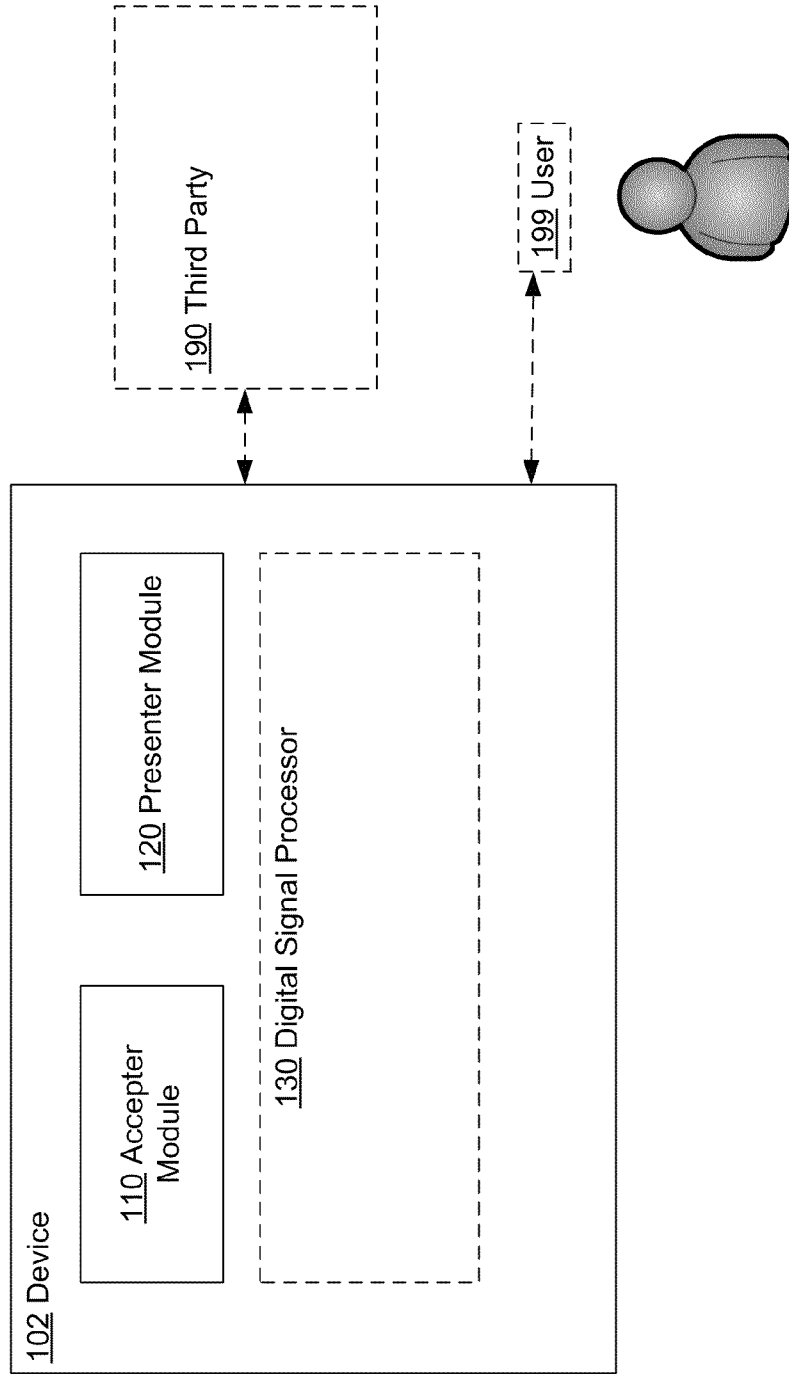 102 Device
110 Accepter
Module
120 Presenter Module
130 Digital Signal Processor
190 Third Party
199 User